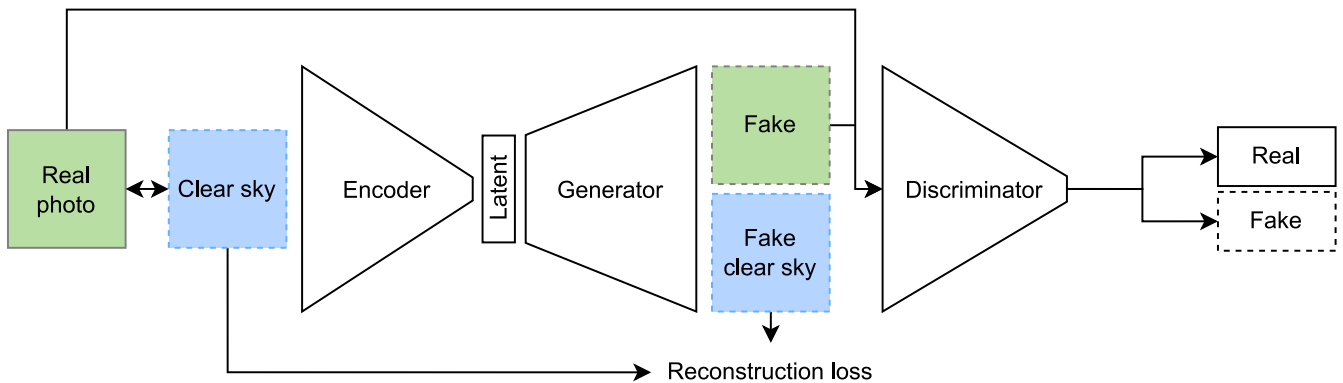 Real
photo
Clear sky
Encoder
Latent
Generator
Fake
Fake
clear sky
Discriminator
Real
Fake
Reconstruction loss